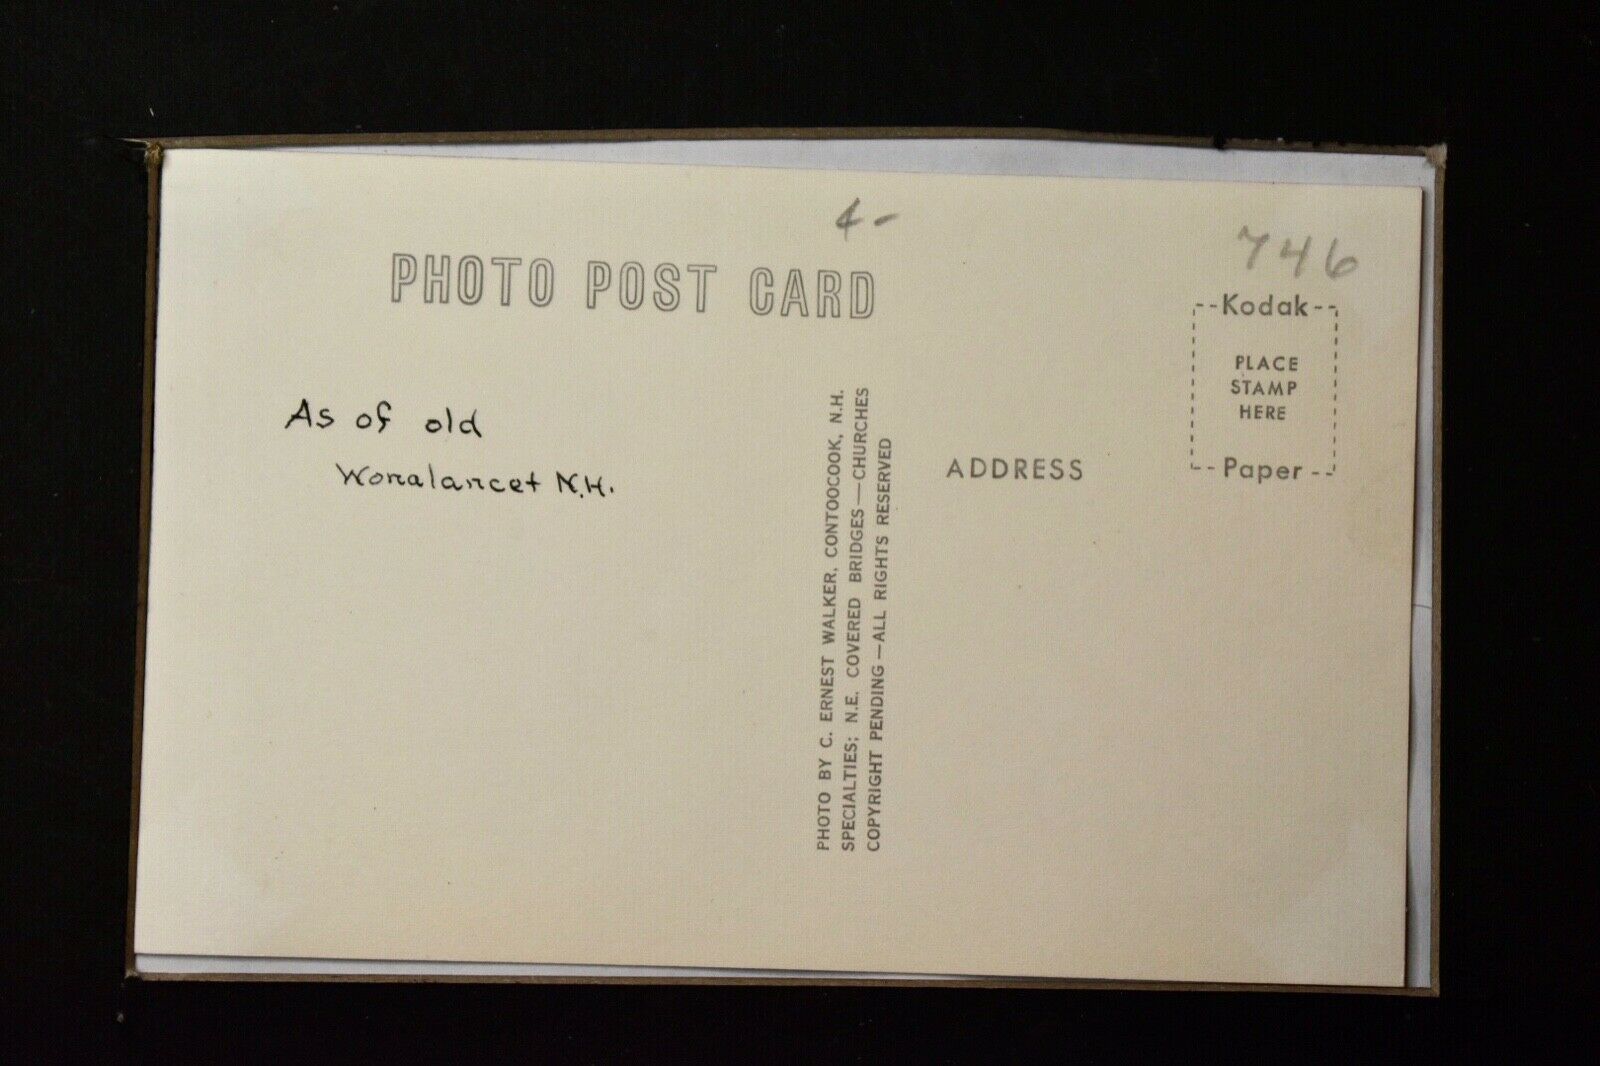 4-
746
PHOTO POST CARD
--Kodak--
PLACE
STAMP
HERE
--Paper--
As of old
Wonalancet N.H.
ADDRESS
PHOTO BY C. ERNEST WALKER, CONTOOCOOK, N.H.
SPECIALTIES; N.E. COVERED BRIDGES—CHURCHES
COPYRIGHT PENDING—ALL RIGHTS RESERVED